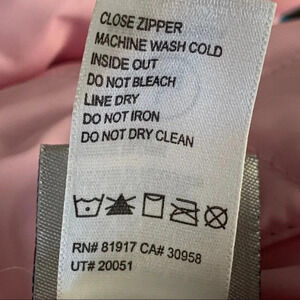 CLOSE ZIPPER
MACHINE WASH COLD
INSIDE OUT
DO NOT BLEACH
LINE DRY
DO NOT IRON
DO NOT DRY CLEAN
RN# 81917 CA# 30958
UT# 20051